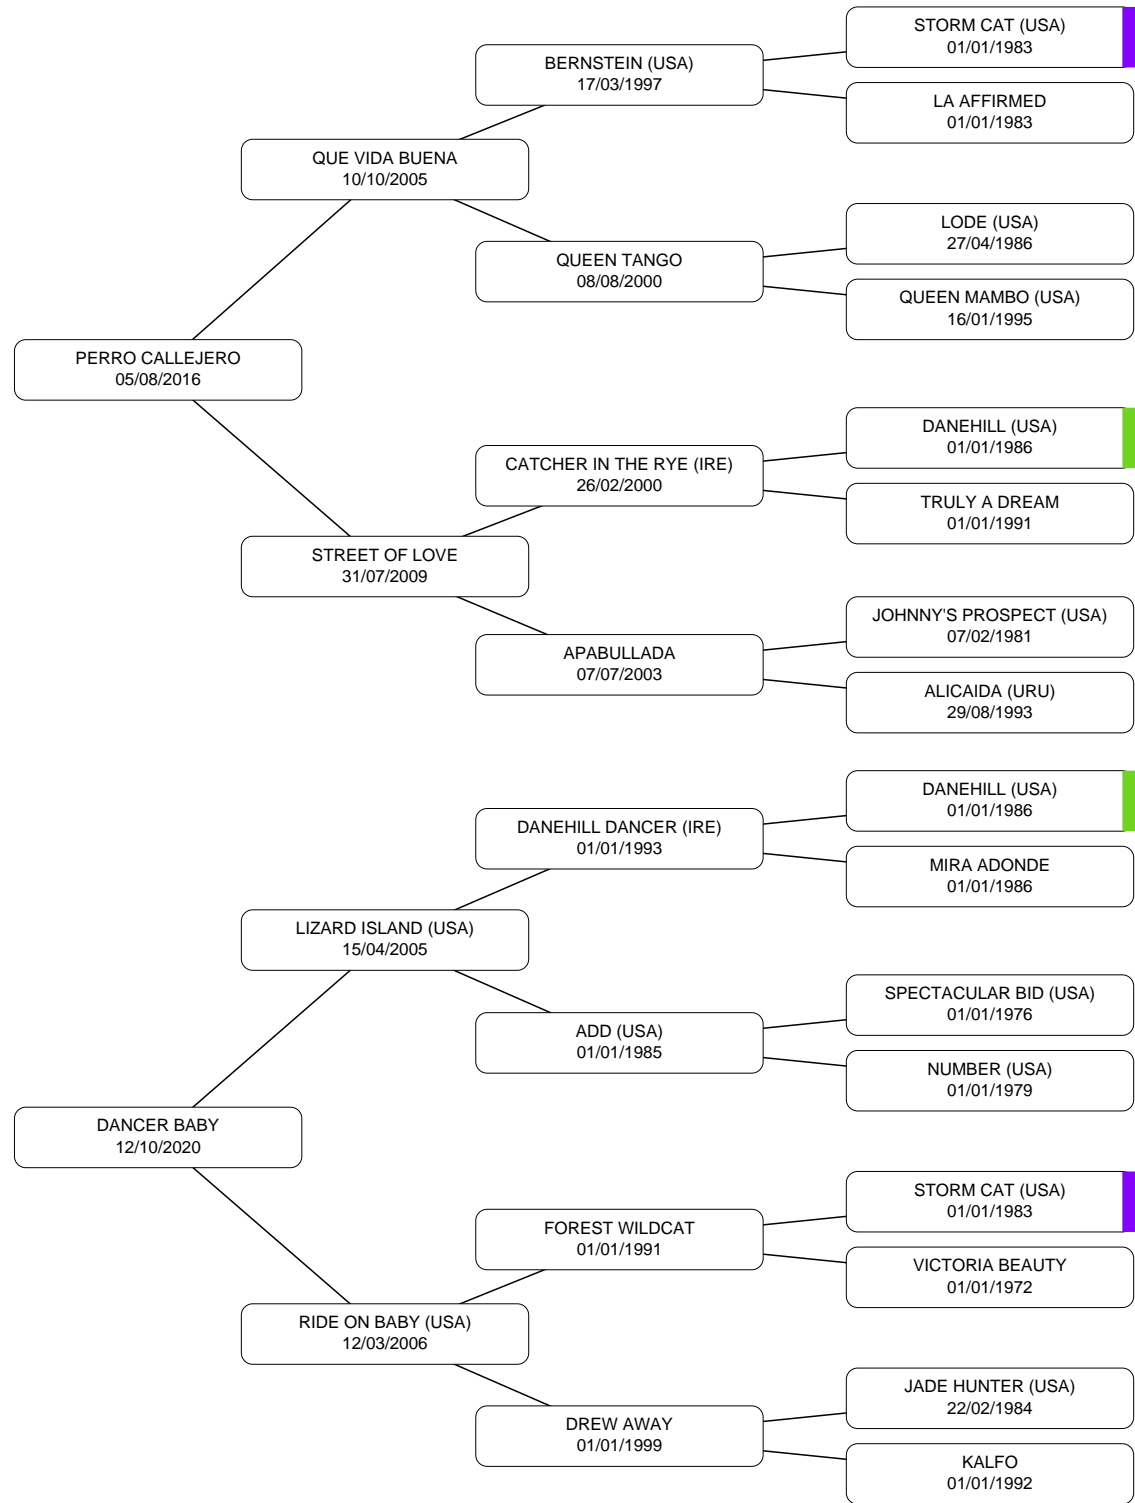 STORM CAT (USA)
01/01/1983
BERNSTEIN (USA)
17/03/1997
LA AFFIRMED
01/01/1983
QUE VIDA BUENA
10/10/2005
LODE (USA)
27/04/1986
QUEEN TANGO
08/08/2000
QUEEN MAMBO (USA)
16/01/1995
PERRO CALLEJERO
05/08/2016
DANEHILL (USA)
01/01/1986
CATCHER IN THE RYE (IRE)
26/02/2000
TRULY A DREAM
01/01/1991
STREET OF LOVE
31/07/2009
JOHNNY'S PROSPECT (USA)
07/02/1981
APABULLADA
07/07/2003
ALICAIDA (URU)
29/08/1993
DANEHILL (USA)
01/01/1986
DANEHILL DANCER (IRE)
01/01/1993
MIRA ADONDE
01/01/1986
LIZARD ISLAND (USA)
15/04/2005
SPECTACULAR BID (USA)
01/01/1976
ADD (USA)
01/01/1985
NUMBER (USA)
01/01/1979
DANCER BABY
12/10/2020
STORM CAT (USA)
01/01/1983
FOREST WILDCAT
01/01/1991
VICTORIA BEAUTY
01/01/1972
RIDE ON BABY (USA)
12/03/2006
JADE HUNTER (USA)
22/02/1984
DREW AWAY
01/01/1999
KALFO
01/01/1992